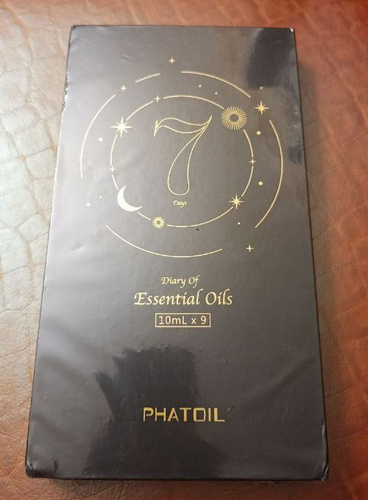 7
Days
Diary Of
Essential Oils
10mL x 9
PHATOIL